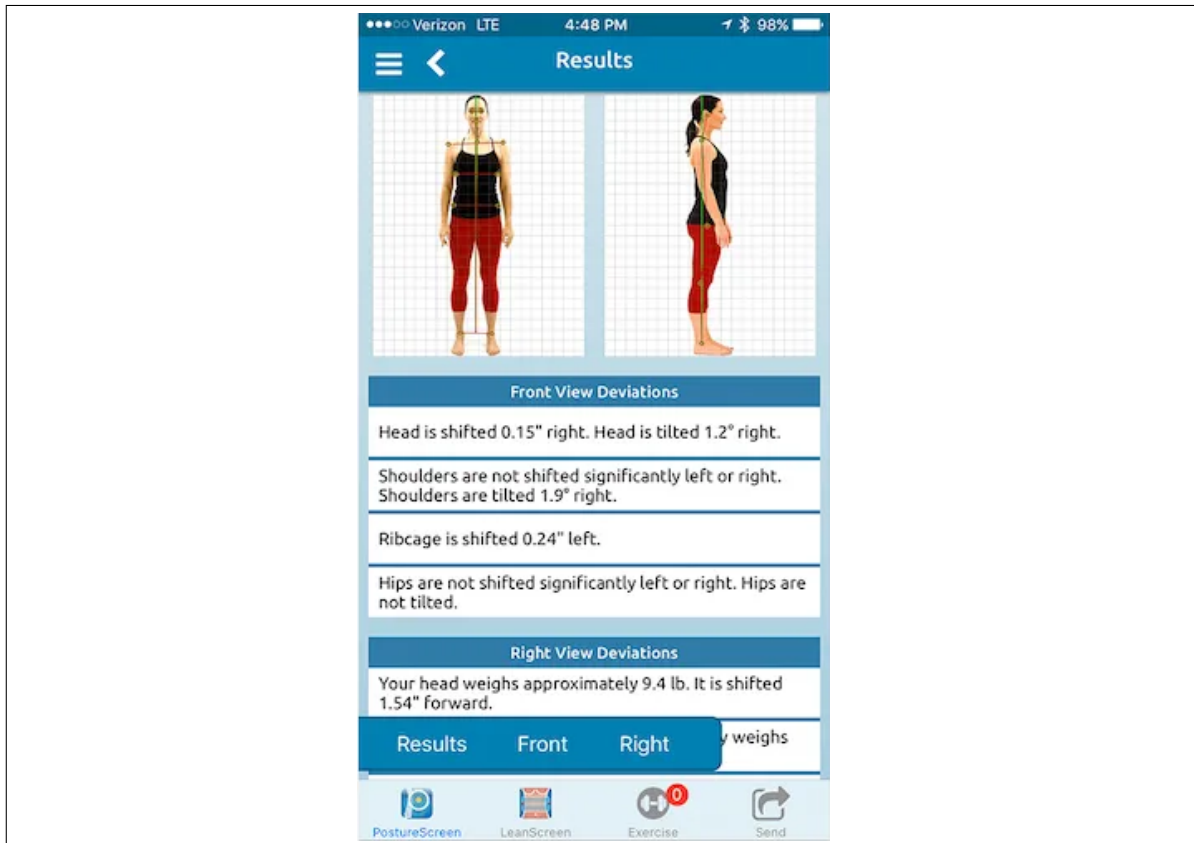 Verizon LTE 4:48 PM 98%
Results
Front View Deviations
Head is shifted 0.15" right. Head is tilted 1.2° right.
Shoulders are not shifted significantly left or right.
Shoulders are tilted 1.9° right.
Ribcage is shifted 0.24" left.
Hips are not shifted significantly left or right. Hips are
not tilted.
Right View Deviations
Your head weighs approximately 9.4 lb. It is shifted
1.54" forward.
y weighs
Results Front Right
0
PostureScreen LeanScreen Exercise Send